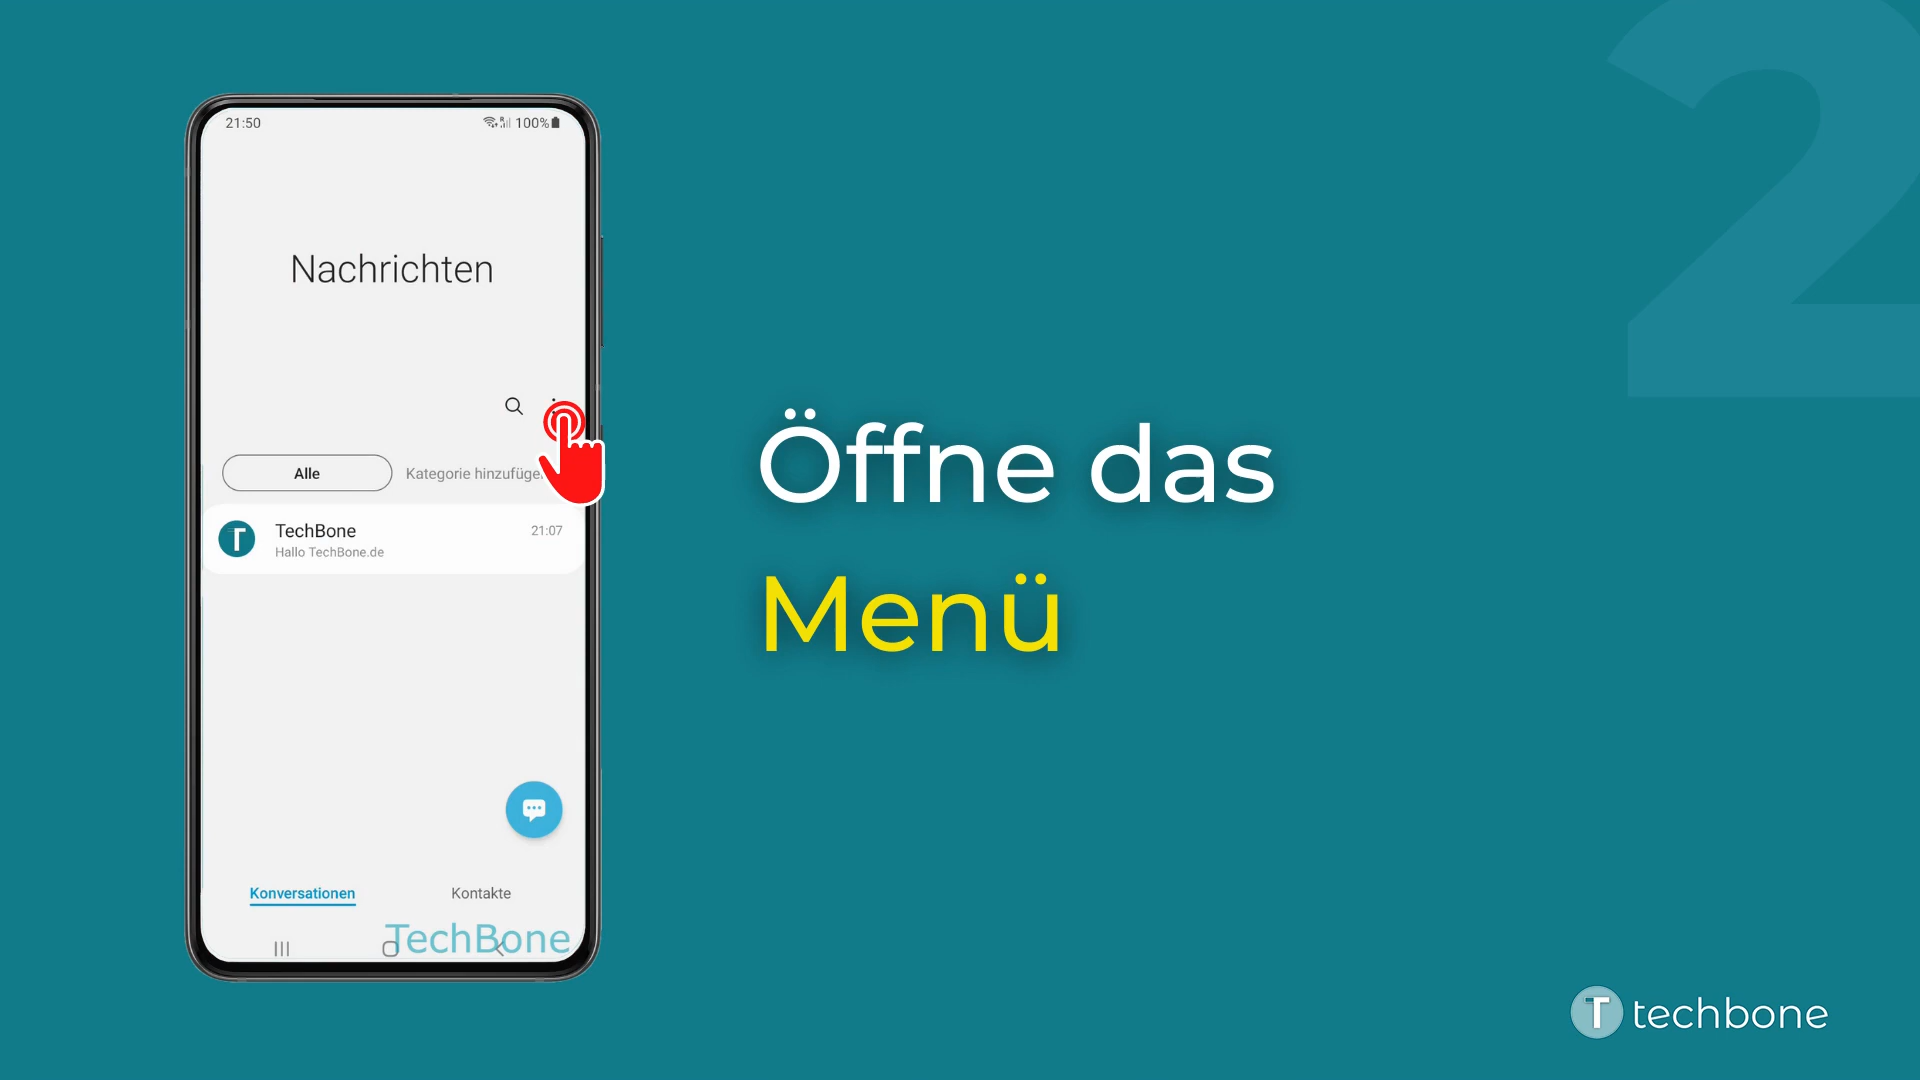 2
21:50
100%
Nachrichten
Alle
Kategorie hinzufüge
TechBone
21:07
Hallo TechBone.de
Konversationen
Kontakte
TechBone
Öffne das
Menü
T techbone